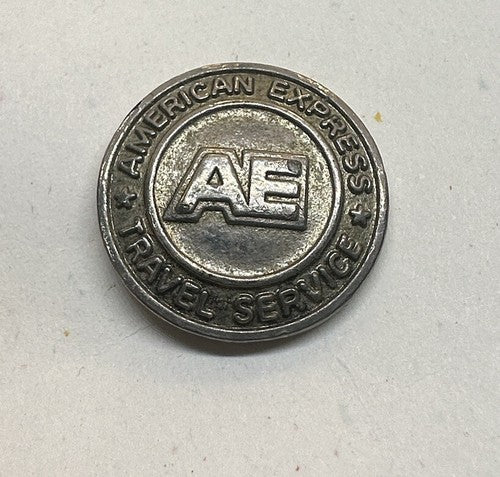 AMERICAN EXPRESS
AE
★ TRAVEL SERVICE ★